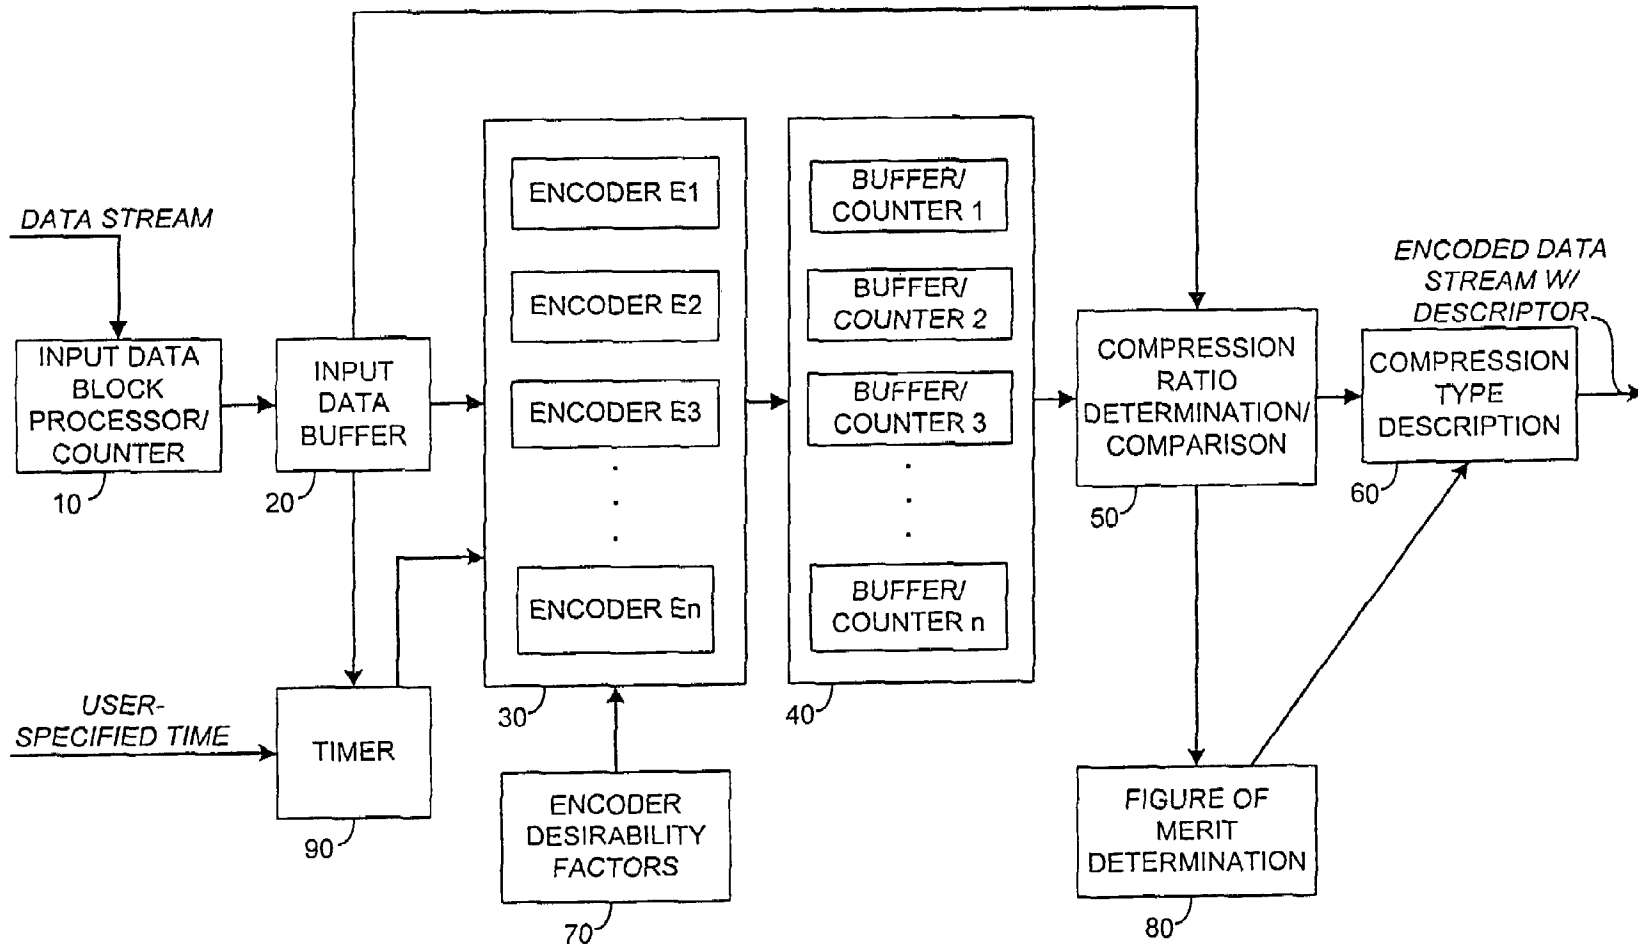 DATA STREAM
INPUT DATA
BLOCK
PROCESSOR/
COUNTER
10
INPUT
DATA
BUFFER
20
ENCODER E1
ENCODER E2
ENCODER E3
ENCODER En
30
BUFFER/
COUNTER 1
BUFFER/
COUNTER 2
BUFFER/
COUNTER 3
BUFFER/
COUNTER n
40
COMPRESSION
RATIO
DETERMINATION/
COMPARISON
50
ENCODED DATA
STREAM W/
DESCRIPTOR
COMPRESSION
TYPE
DESCRIPTION
60
USER-
SPECIFIED TIME
TIMER
90
ENCODER
DESIRABILITY
FACTORS
70
FIGURE OF
MERIT
DETERMINATION
80